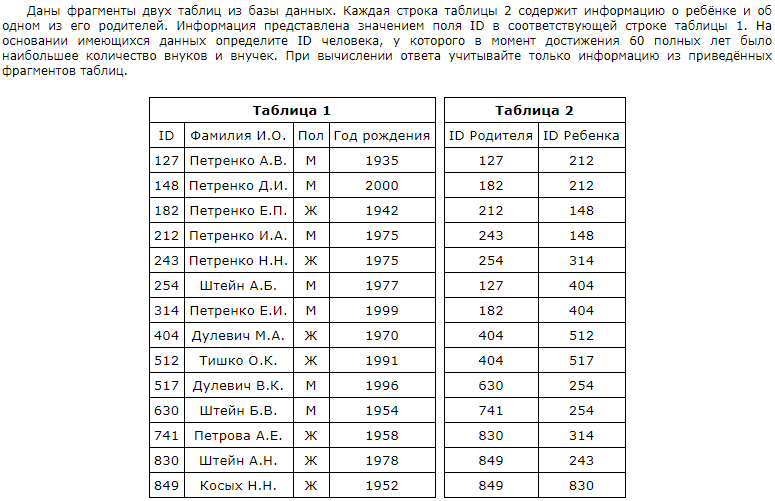 Даны фрагменты двух таблиц из базы данных. Каждая строка таблицы 2 содержит информацию о ребёнке и об
одном из его родителей. Информация представлена значением поля ID в соответствующей строке таблицы 1. На
основании имеющихся данных определите ID человека, у которого в момент достижения 60 полных лет было
наибольшее количество внуков и внучек. При вычислении ответа учитывайте только информацию из приведённых
фрагментов таблиц.
Таблица 1
ID Фамилия И.О. Пол Год рождения
127 Петренко А.В. М 1935
148 Петренко Д.И. М 2000
182 Петренко Е.П. Ж 1942
212 Петренко И.А. М 1975
243 Петренко Н.Н. Ж 1975
254 Штейн А.Б. М 1977
314 Петренко Е.И. М 1999
404 Дулевич М.А. Ж 1970
512 Тишко О.К. Ж 1991
517 Дулевич В.К. М 1996
630 Штейн Б.В. М 1954
741 Петрова А.Е. Ж 1958
830 Штейн А.Н. Ж 1978
849 Косых Н.Н. Ж 1952
Таблица 2
ID Родителя ID Ребенка
127 212
182 212
212 148
243 148
254 314
127 404
182 404
404 512
404 517
630 254
741 254
830 314
849 243
849 830